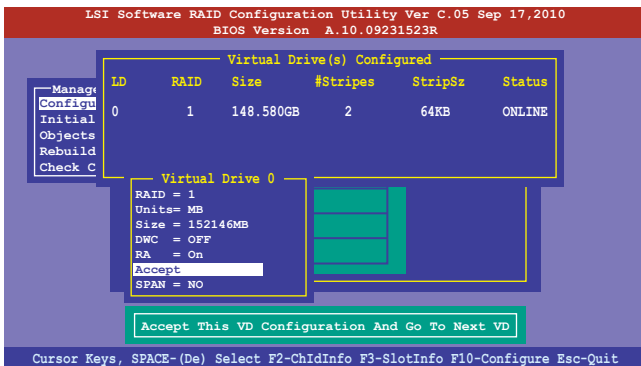 LSI Software RAID Configuration Utility Ver C.05 Sep 17,2010
BIOS Version A.10.09231523R
Virtual Drive(s) Configured
LD RAID Size #Stripes StripSz Status
0 1 148.580GB 2 64KB ONLINE
Manage
Configu
Initial
Objects
Rebuild
Check C
Virtual Drive 0
RAID = 1
Units= MB
Size = 152146MB
DWC = OFF
RA = On
Accept
SPAN = NO
Accept This VD Configuration And Go To Next VD
Cursor Keys, SPACE-(De) Select F2-ChIdInfo F3-SlotInfo F10-Configure Esc-Quit